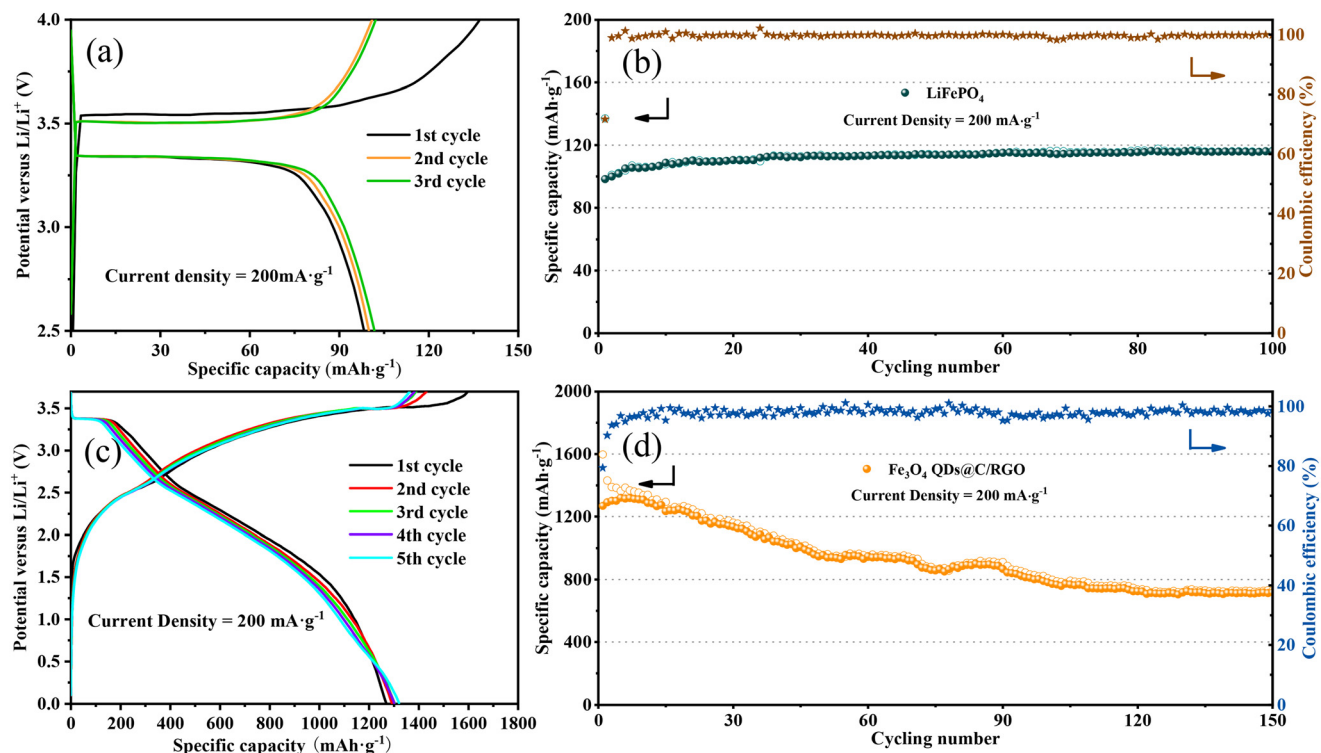 (a)
4.0
3.5
3.0
2.5
Potential versus Li/Li⁺ (V)
1st cycle
2nd cycle
3rd cycle
Current density = 200mA·g⁻¹
0 30 60 90 120 150
Specific capacity (mAh·g⁻¹)
(b)
200
160
120
80
40
0
Specific capacity (mAh·g⁻¹)
LiFePO₄
Current Density = 200 mA·g⁻¹
100
80
60
40
20
0
Coulombic efficiency (%)
0 20 40 60 80 100
Cycling number
(c)
3.5
3.0
2.5
2.0
1.5
1.0
0.5
0.0
Potential versus Li/Li⁺ (V)
1st cycle
2nd cycle
3rd cycle
4th cycle
5th cycle
Current Density = 200 mA·g⁻¹
0 200 400 600 800 1000 1200 1400 1600 1800
Specific capacity (mAh·g⁻¹)
(d)
2000
1600
1200
800
400
0
Specific capacity (mAh·g⁻¹)
Fe₃O₄ QDs@C/RGO
Current Density = 200 mA·g⁻¹
100
80
60
40
20
0
Coulombic efficiency (%)
0 30 60 90 120 150
Cycling number